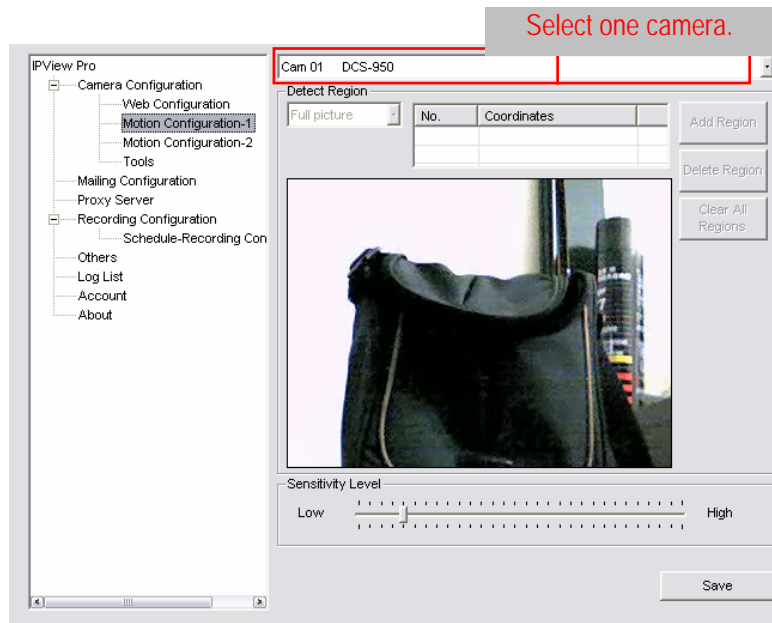 Select one camera.
IPView Pro
Camera Configuration
Web Configuration
Motion Configuration-1
Motion Configuration-2
Tools
Mailing Configuration
Proxy Server
Recording Configuration
Schedule-Recording Con
Others
Log List
Account
About
Cam 01 DCS-950
Detect Region
Full picture
No. Coordinates
Add Region
Delete Region
Clear All
Regions
Sensitivity Level
Low High
Save